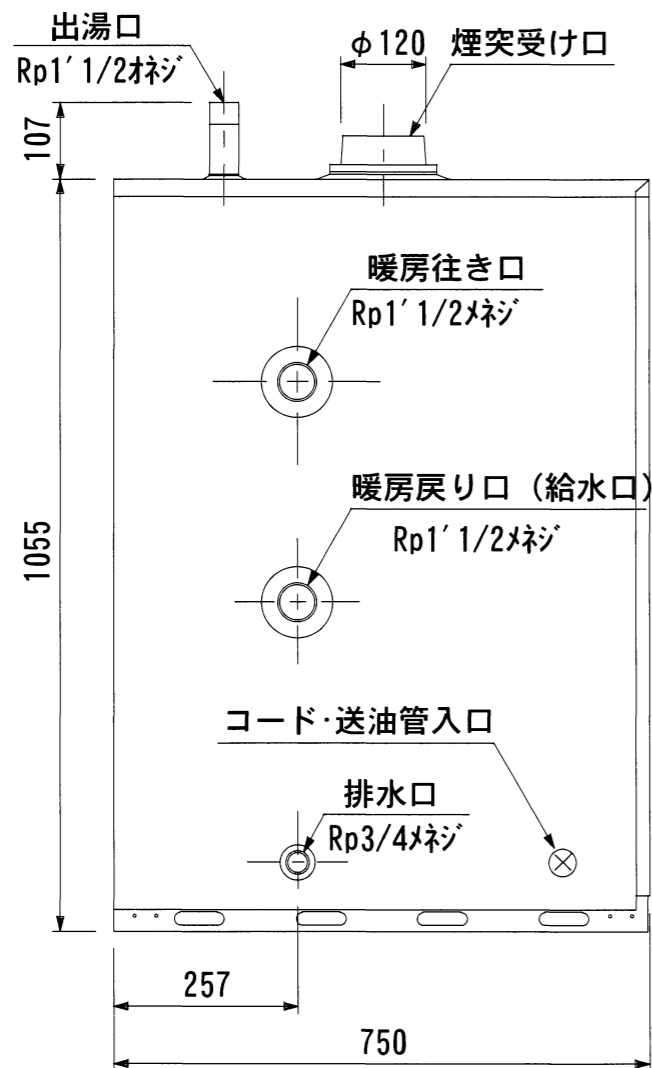 出湯口
Rp1′1/2オネジ
φ120
煙突受け口
107
暖房往き口
Rp1′1/2メネジ
暖房戻り口（給水口）
Rp1′1/2メネジ
1055
コード･送油管入口
排水口
Rp3/4メネジ
257
750